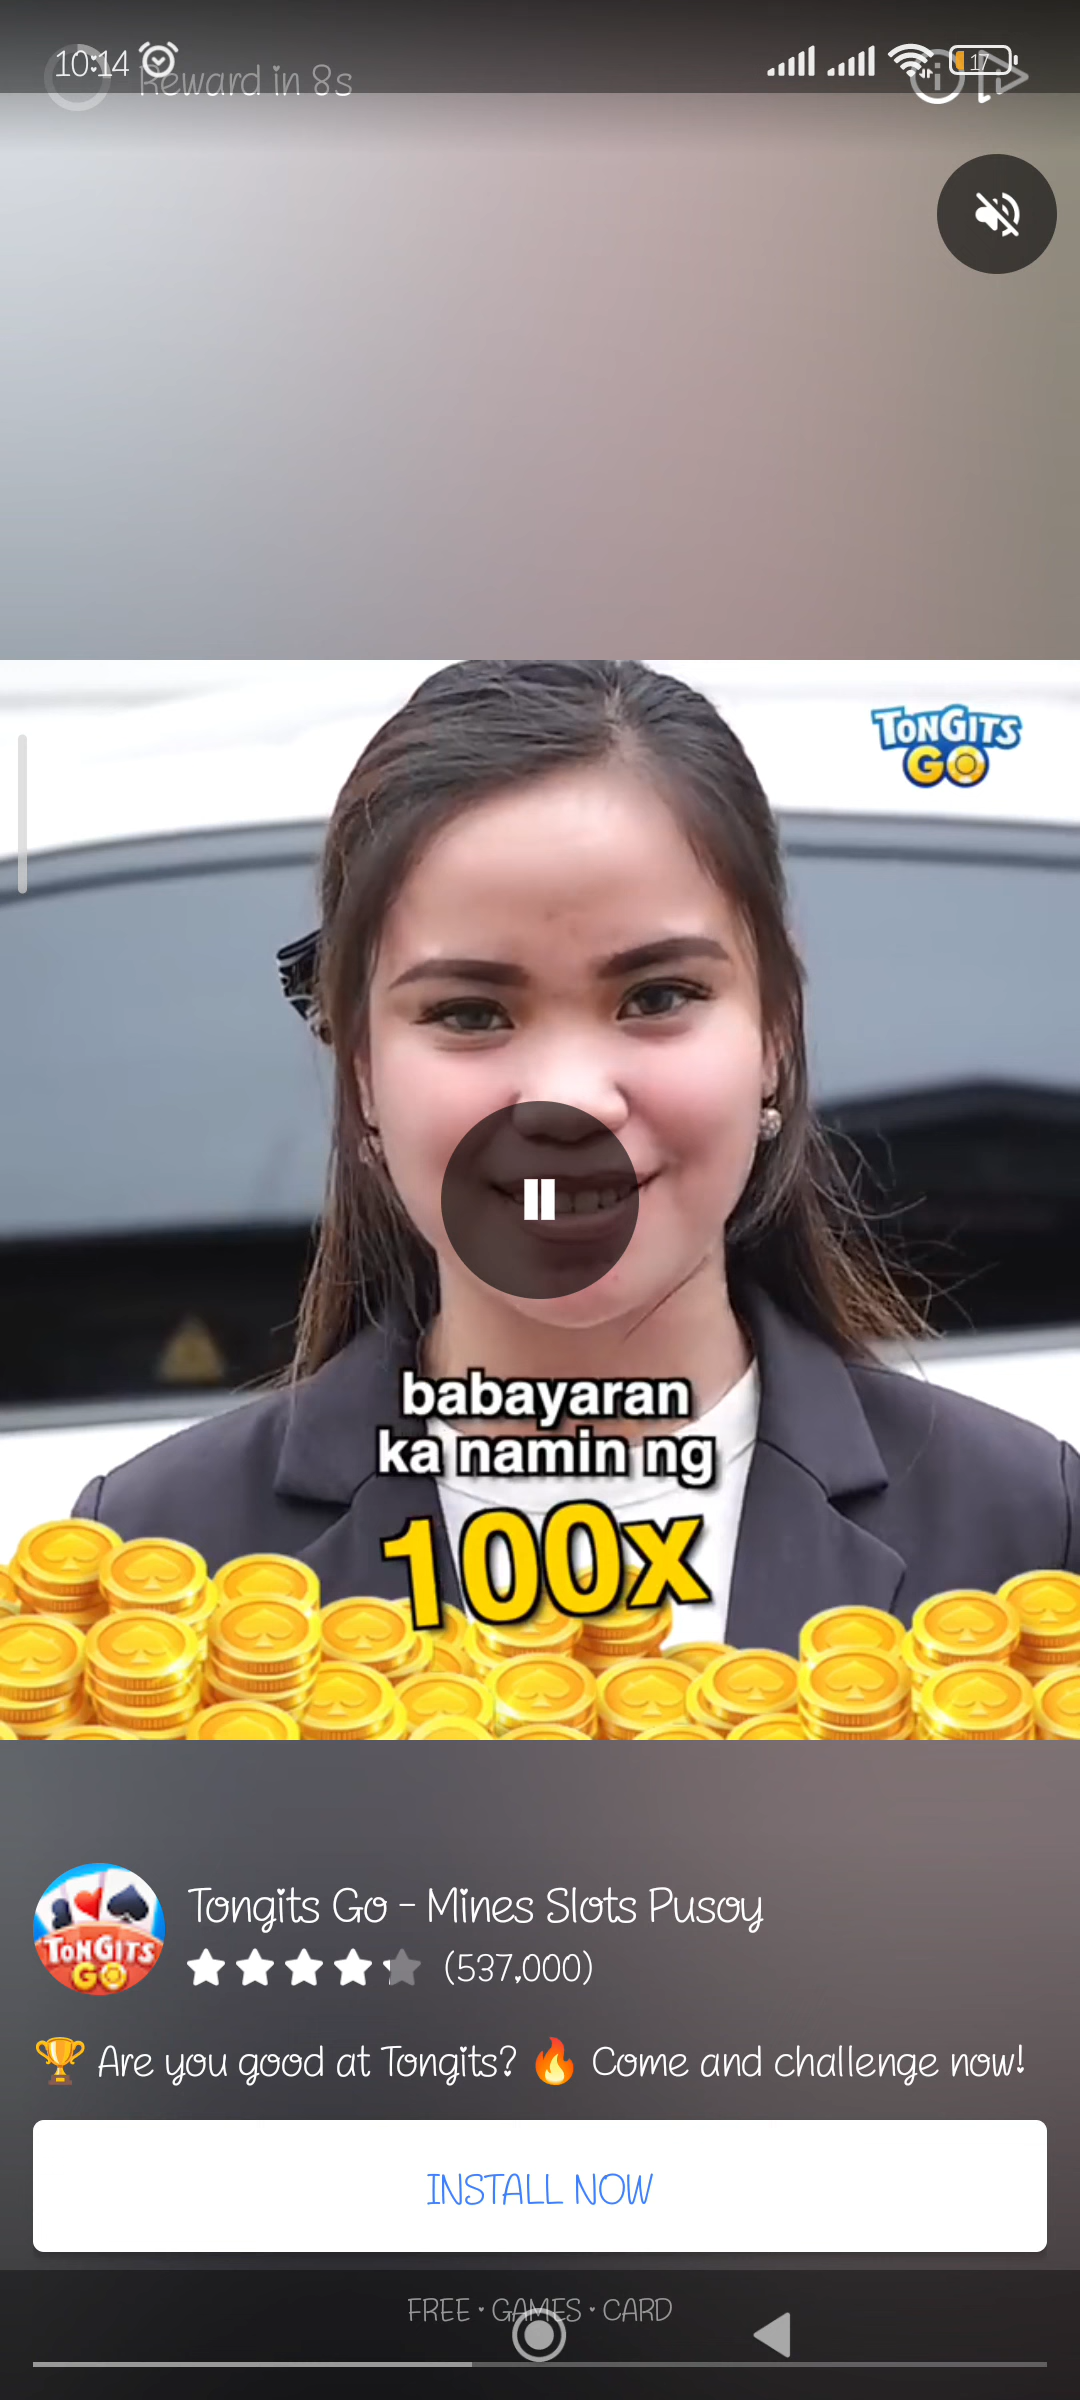 10:14
Reward in 8s
17
TONGITS
GO
babayaran
ka namin ng
100x
TONGITS
GO
Tongits Go - Mines Slots Pusoy
(537,000)
🏆 Are you good at Tongits? 🔥 Come and challenge now!
INSTALL NOW
FREE • GAMES • CARD